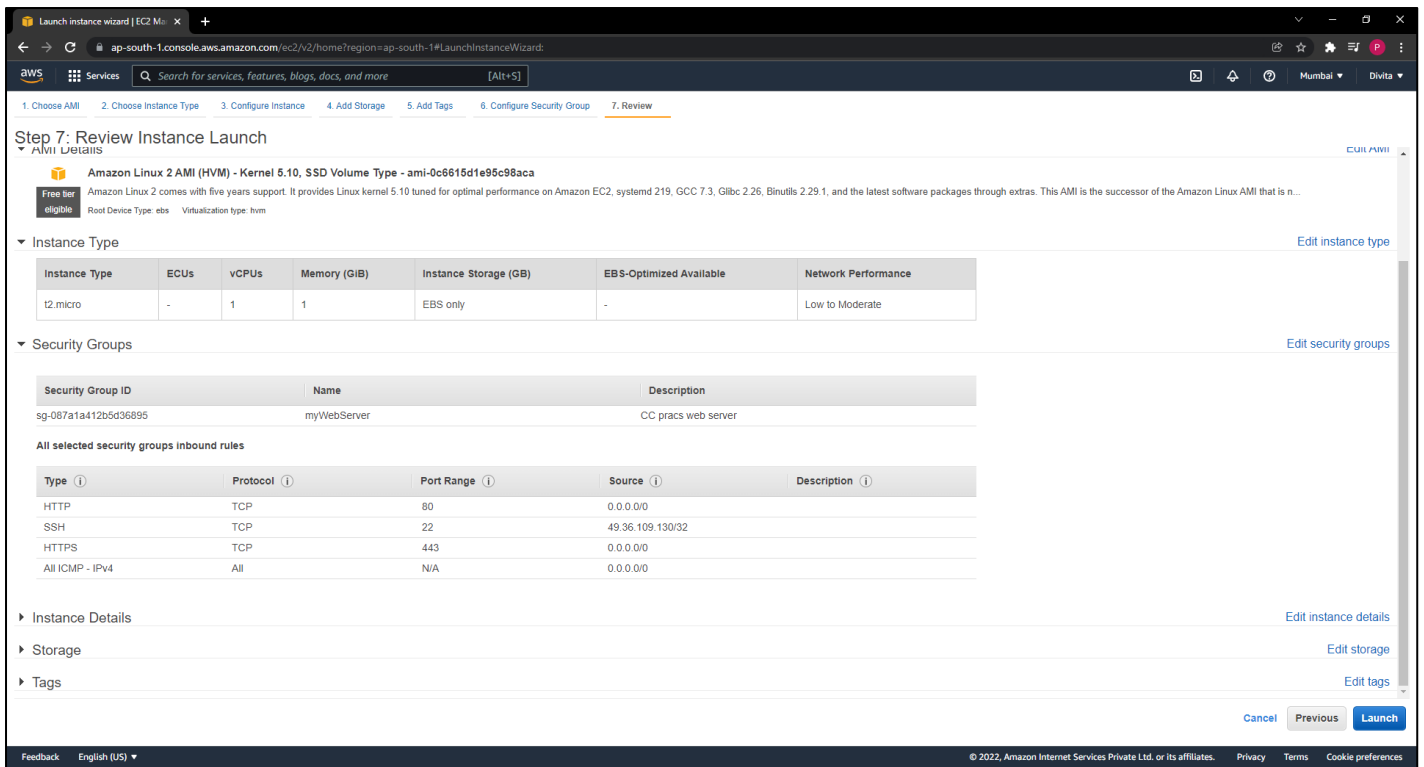 Launch instance wizard | EC2 Ma
ap-south-1.console.aws.amazon.com/ec2/v2/home?region=ap-south-1#LaunchInstanceWizard:
P
aws Services Search for services, features, blogs, docs, and more [Alt+S] Mumbai Divita
1. Choose AMI 2. Choose Instance Type 3. Configure Instance 4. Add Storage 5. Add Tags 6. Configure Security Group 7. Review
Step 7: Review Instance Launch
AMI Details Edit AMI
Amazon Linux 2 AMI (HVM) - Kernel 5.10, SSD Volume Type - ami-0c6615d1e95c98aca
Free tier eligible
Amazon Linux 2 comes with five years support. It provides Linux kernel 5.10 tuned for optimal performance on Amazon EC2, systemd 219, GCC 7.3, Glibc 2.26, Binutils 2.29.1, and the latest software packages through extras. This AMI is the successor of the Amazon Linux AMI that is n...
Root Device Type: ebs Virtualization type: hvm
Instance Type Edit instance type
Instance Type ECUs vCPUs Memory (GiB) Instance Storage (GB) EBS-Optimized Available Network Performance
t2.micro - 1 1 EBS only - Low to Moderate
Security Groups Edit security groups
Security Group ID Name Description
sg-087a1a412b5d36895 myWebServer CC pracs web server
All selected security groups inbound rules
Type Protocol Port Range Source Description
HTTP TCP 80 0.0.0.0/0
SSH TCP 22 49.36.109.130/32
HTTPS TCP 443 0.0.0.0/0
All ICMP - IPv4 All N/A 0.0.0.0/0
Instance Details Edit instance details
Storage Edit storage
Tags Edit tags
Cancel Previous Launch
Feedback English (US) © 2022, Amazon Internet Services Private Ltd. or its affiliates. Privacy Terms Cookie preferences